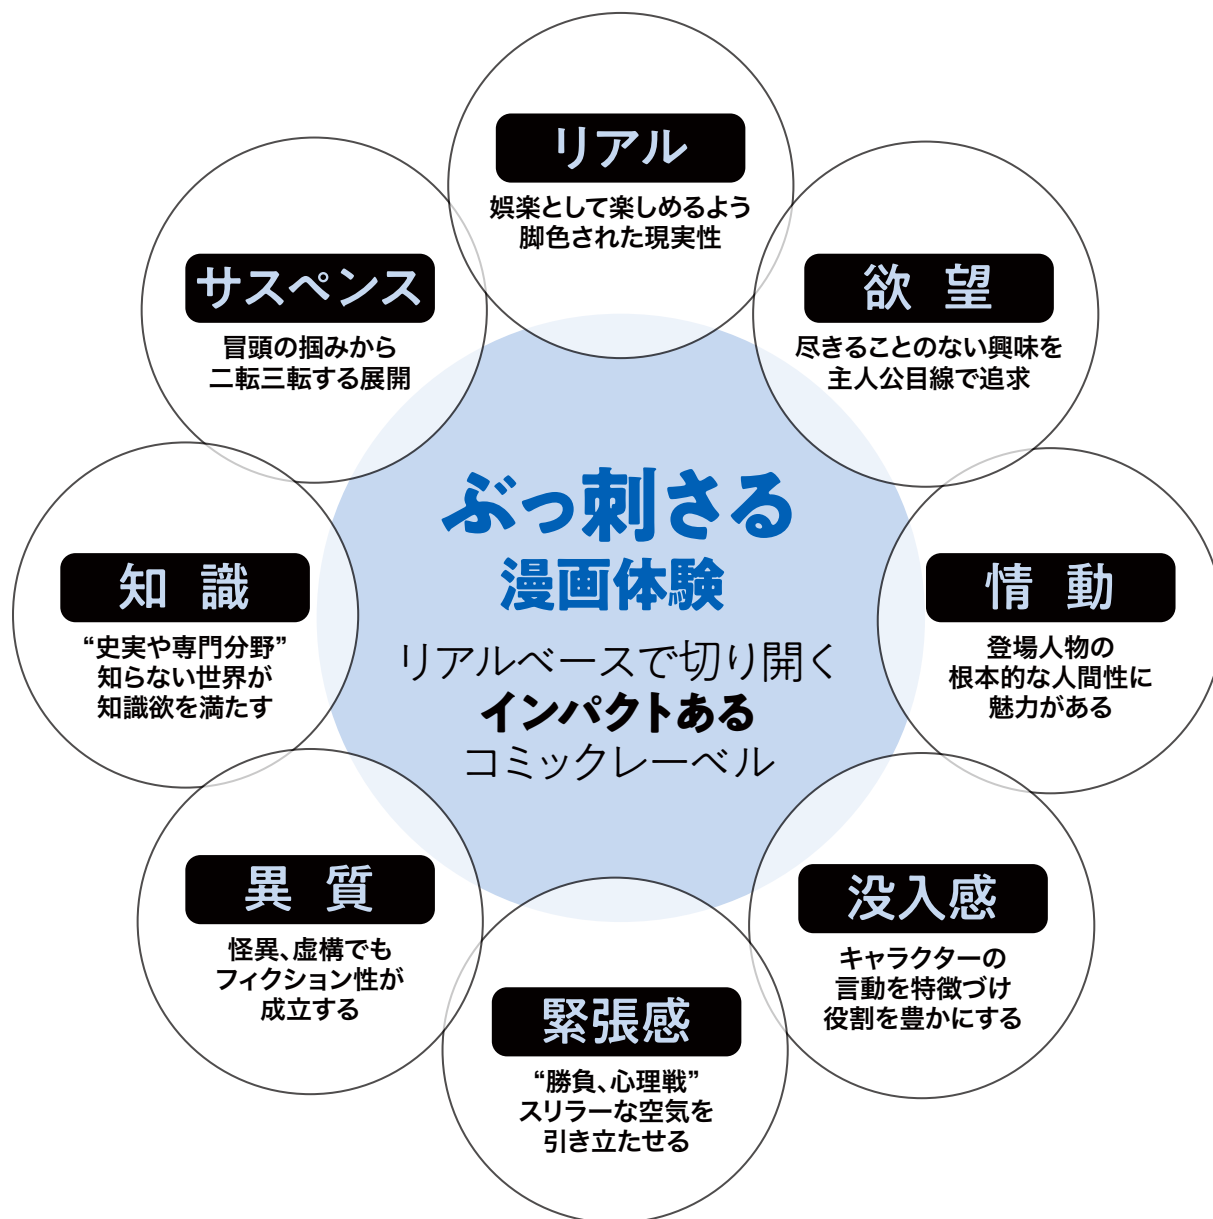 リアル
娯楽として楽しめるよう
脚色された現実性
欲望
尽きることのない興味を
主人公目線で追求
情動
登場人物の
根本的な人間性に
魅力がある
没入感
キャラクターの
言動を特徴づけ
役割を豊かにする
緊張感
“勝負、心理戦”
スリラーな空気を
引き立たせる
異質
怪異、虚構でも
フィクション性が
成立する
知識
“史実や専門分野”
知らない世界が
知識欲を満たす
サスペンス
冒頭の掴みから
二転三転する展開
ぶっ刺さる
漫画体験
リアルベースで切り開く
インパクトある
コミックレーベル